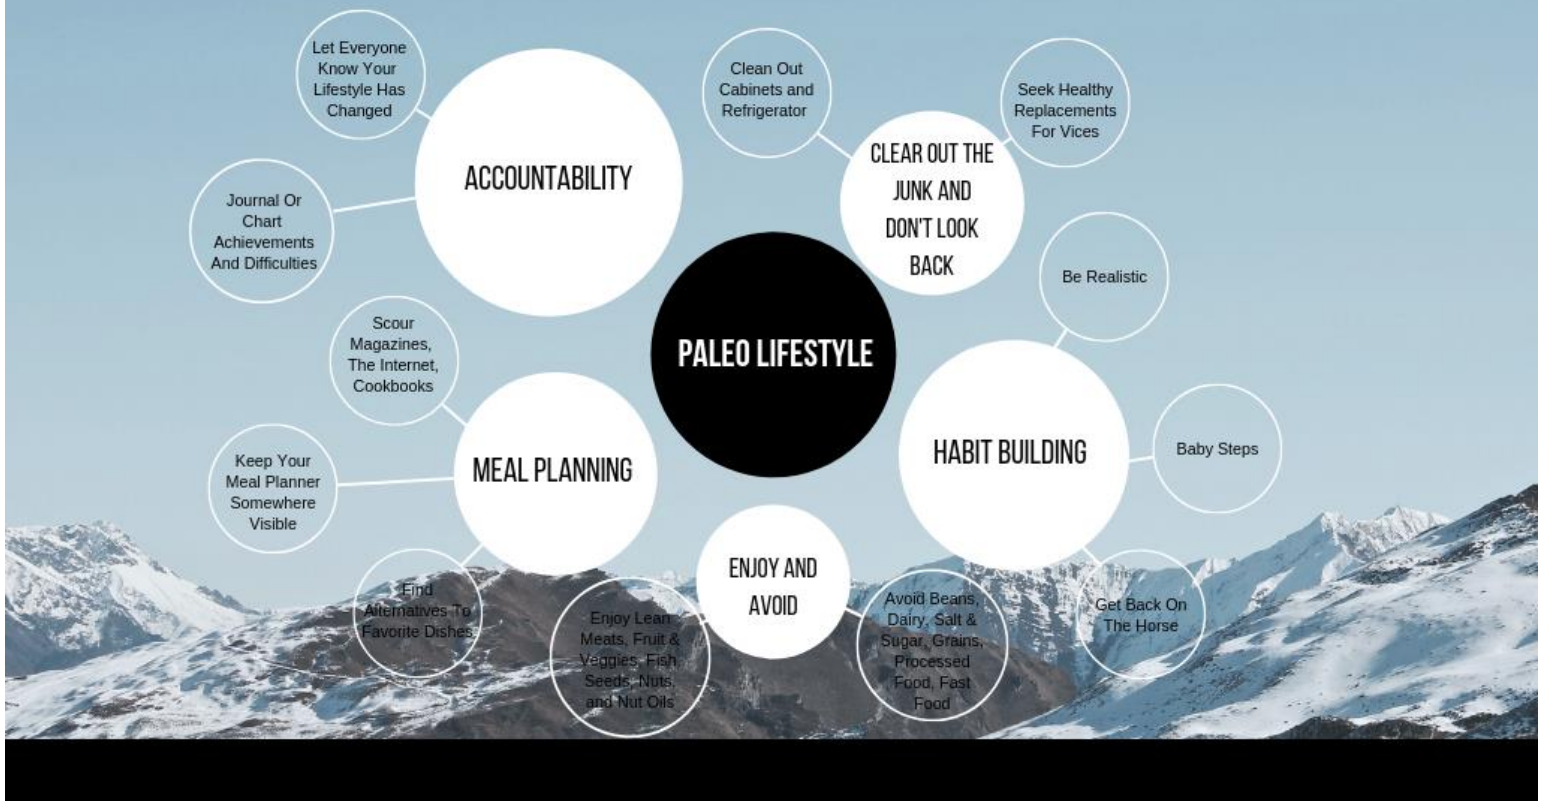 Let Everyone
Know Your
Lifestyle Has
Changed
ACCOUNTABILITY
Journal Or
Chart
Achievements
And Difficulties
Clean Out
Cabinets and
Refrigerator
Seek Healthy
Replacements
For Vices
CLEAR OUT THE
JUNK AND
DON'T LOOK
BACK
Be Realistic
PALEO LIFESTYLE
Scour
Magazines,
The Internet,
Cookbooks
MEAL PLANNING
Keep Your
Meal Planner
Somewhere
Visible
Find
Alternatives To
Favorite Dishes
HABIT BUILDING
Baby Steps
Get Back On
The Horse
ENJOY AND
AVOID
Enjoy Lean
Meats, Fruit &
Veggies, Fish,
Seeds, Nuts,
and Nut Oils
Avoid Beans,
Dairy, Salt &
Sugar, Grains,
Processed
Food, Fast
Food